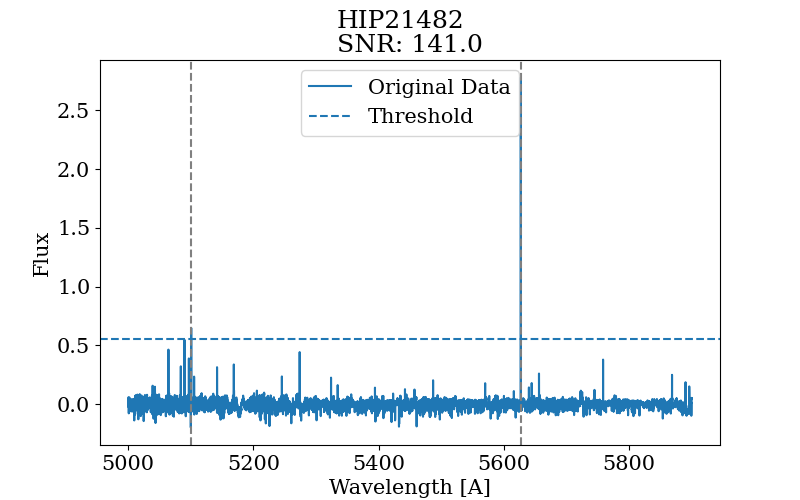 HIP21482
SNR: 141.0
Original Data
Threshold
2.5
2.0
1.5
1.0
0.5
0.0
Flux
5000 5200 5400 5600 5800
Wavelength [A]